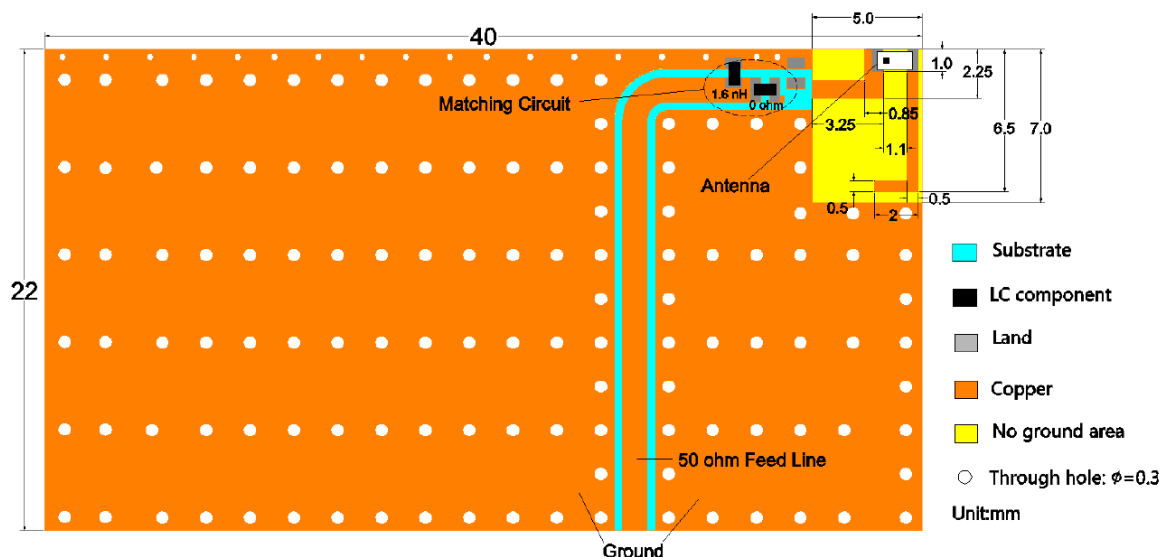 5.0
40
1.0
2.25
Matching Circuit
1.6 nH
0 ohm
0.85
3.25
6.5
7.0
1.1
Antenna
0.5
0.5
2
22
Substrate
LC component
Land
Copper
No ground area
50 ohm Feed Line
Through hole: φ=0.3
Unit:mm
Ground